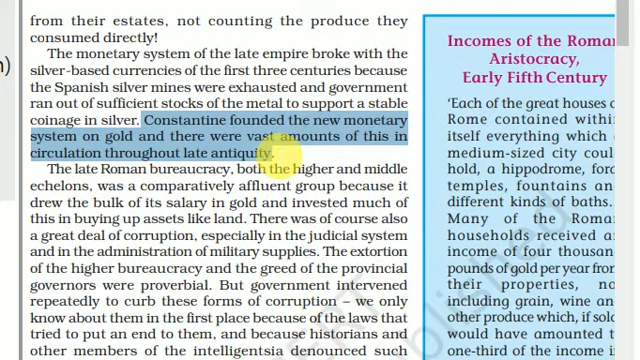 from their estates, not counting the produce they
consumed directly!
The monetary system of the late empire broke with the
silver-based currencies of the first three centuries because
the Spanish silver mines were exhausted and government
ran out of sufficient stocks of the metal to support a stable
coinage in silver. Constantine founded the new monetary
system on gold and there were vast amounts of this in
circulation throughout late antiquity.
The late Roman bureaucracy, both the higher and middle
echelons, was a comparatively affluent group because it
drew the bulk of its salary in gold and invested much of
this in buying up assets like land. There was of course also
a great deal of corruption, especially in the judicial system
and in the administration of military supplies. The extortion
of the higher bureaucracy and the greed of the provincial
governors were proverbial. But government intervened
repeatedly to curb these forms of corruption – we only
know about them in the first place because of the laws that
tried to put an end to them, and because historians and
other members of the intelligentsia denounced such
Incomes of the Roman
Aristocracy,
Early Fifth Century
'Each of the great houses o
Rome contained within
itself everything which
medium-sized city coul
hold, a hippodrome, for
temples, fountains an
different kinds of baths...
Many of the Roma
households received a
income of four thousan
pounds of gold per year from
their properties, no
including grain, wine an
other produce which, if sold
would have amounted t
one-third of the income i